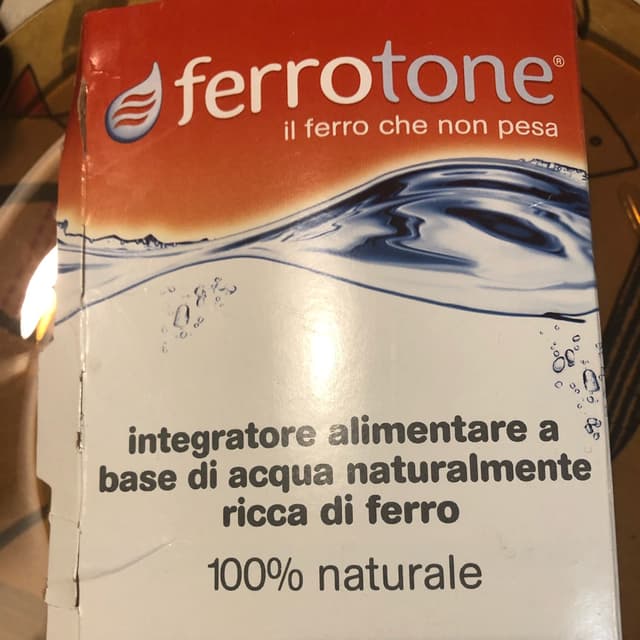 ferrotone®
il ferro che non pesa
integratore alimentare a
base di acqua naturalmente
ricca di ferro
100% naturale